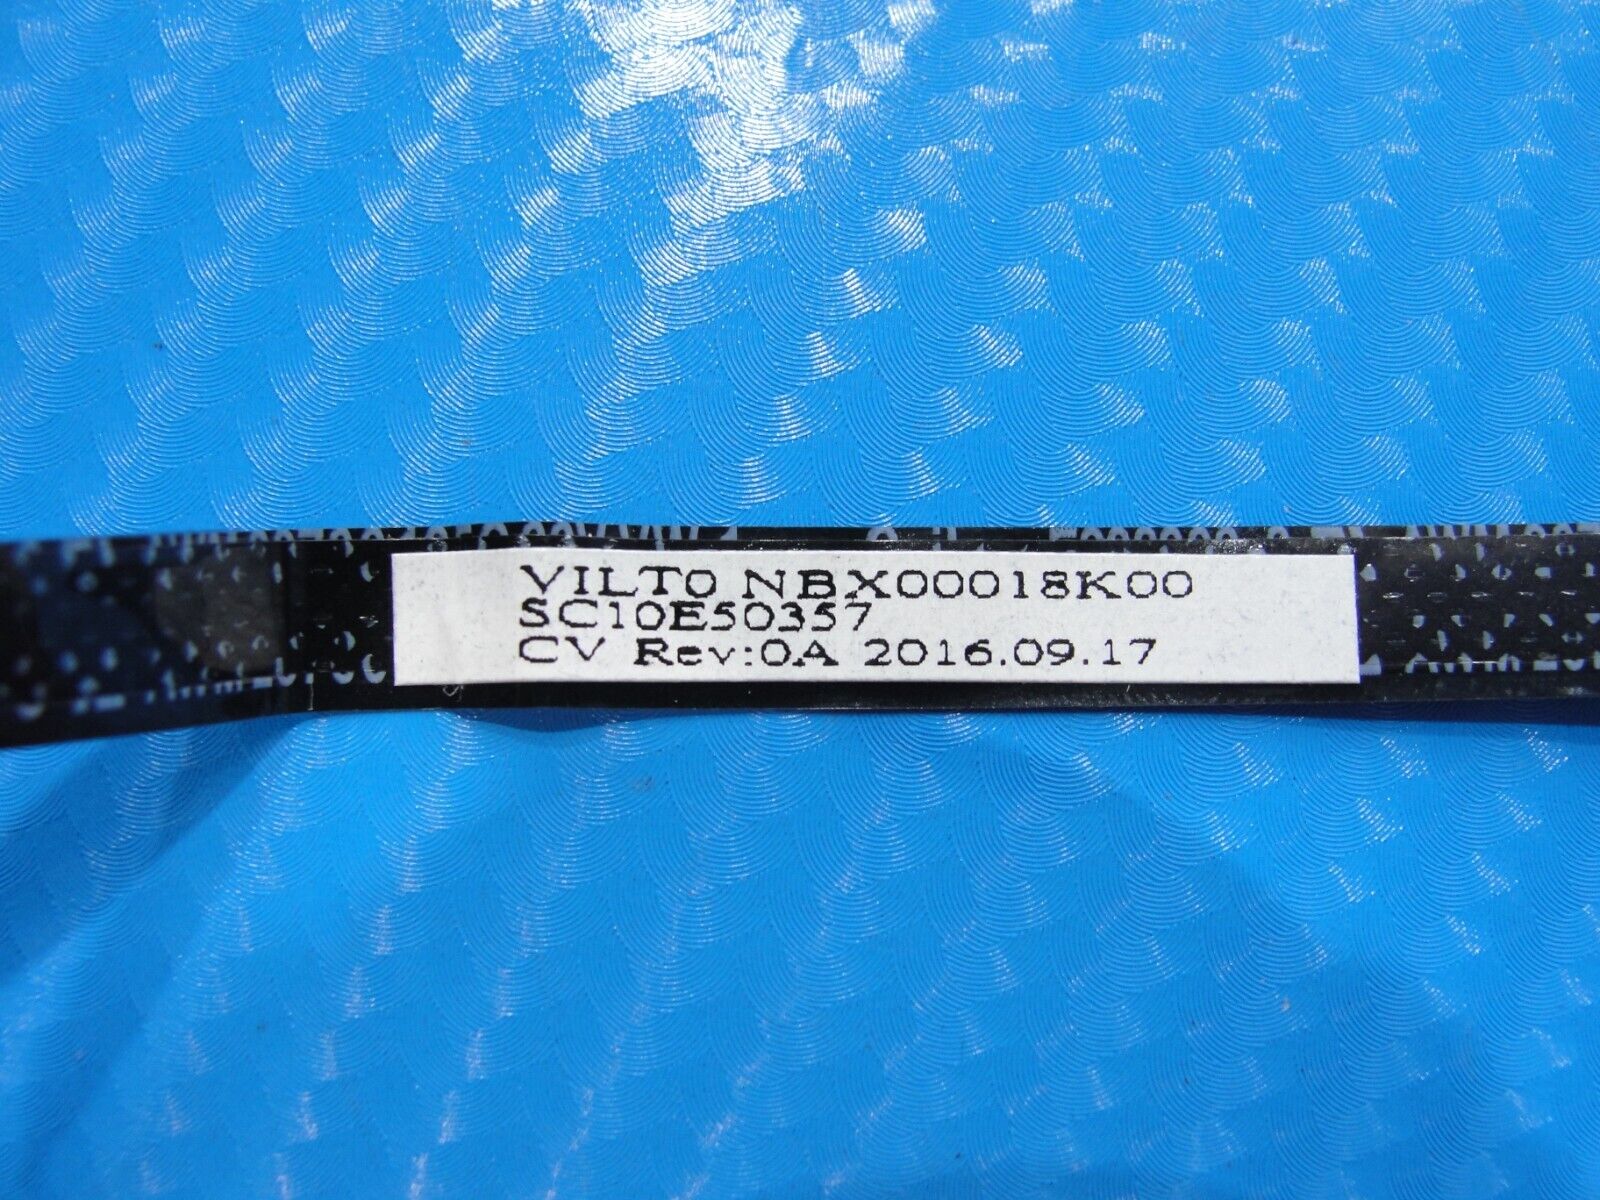 VILT0 NBX00018K00
SC10E50357
CV Rev:0A 2016.09.17